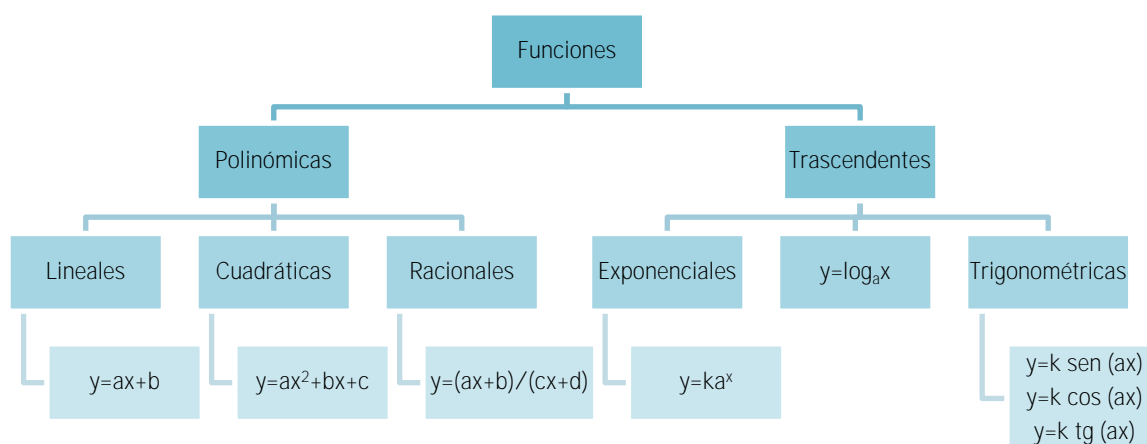 Funciones
Polinómicas
Trascendentes
Lineales
Cuadráticas
Racionales
Exponenciales
y=logₐx
Trigonométricas
y=ax+b
y=ax²+bx+c
y=(ax+b)/(cx+d)
y=kaˣ
y=k sen (ax)
y=k cos (ax)
y=k tg (ax)